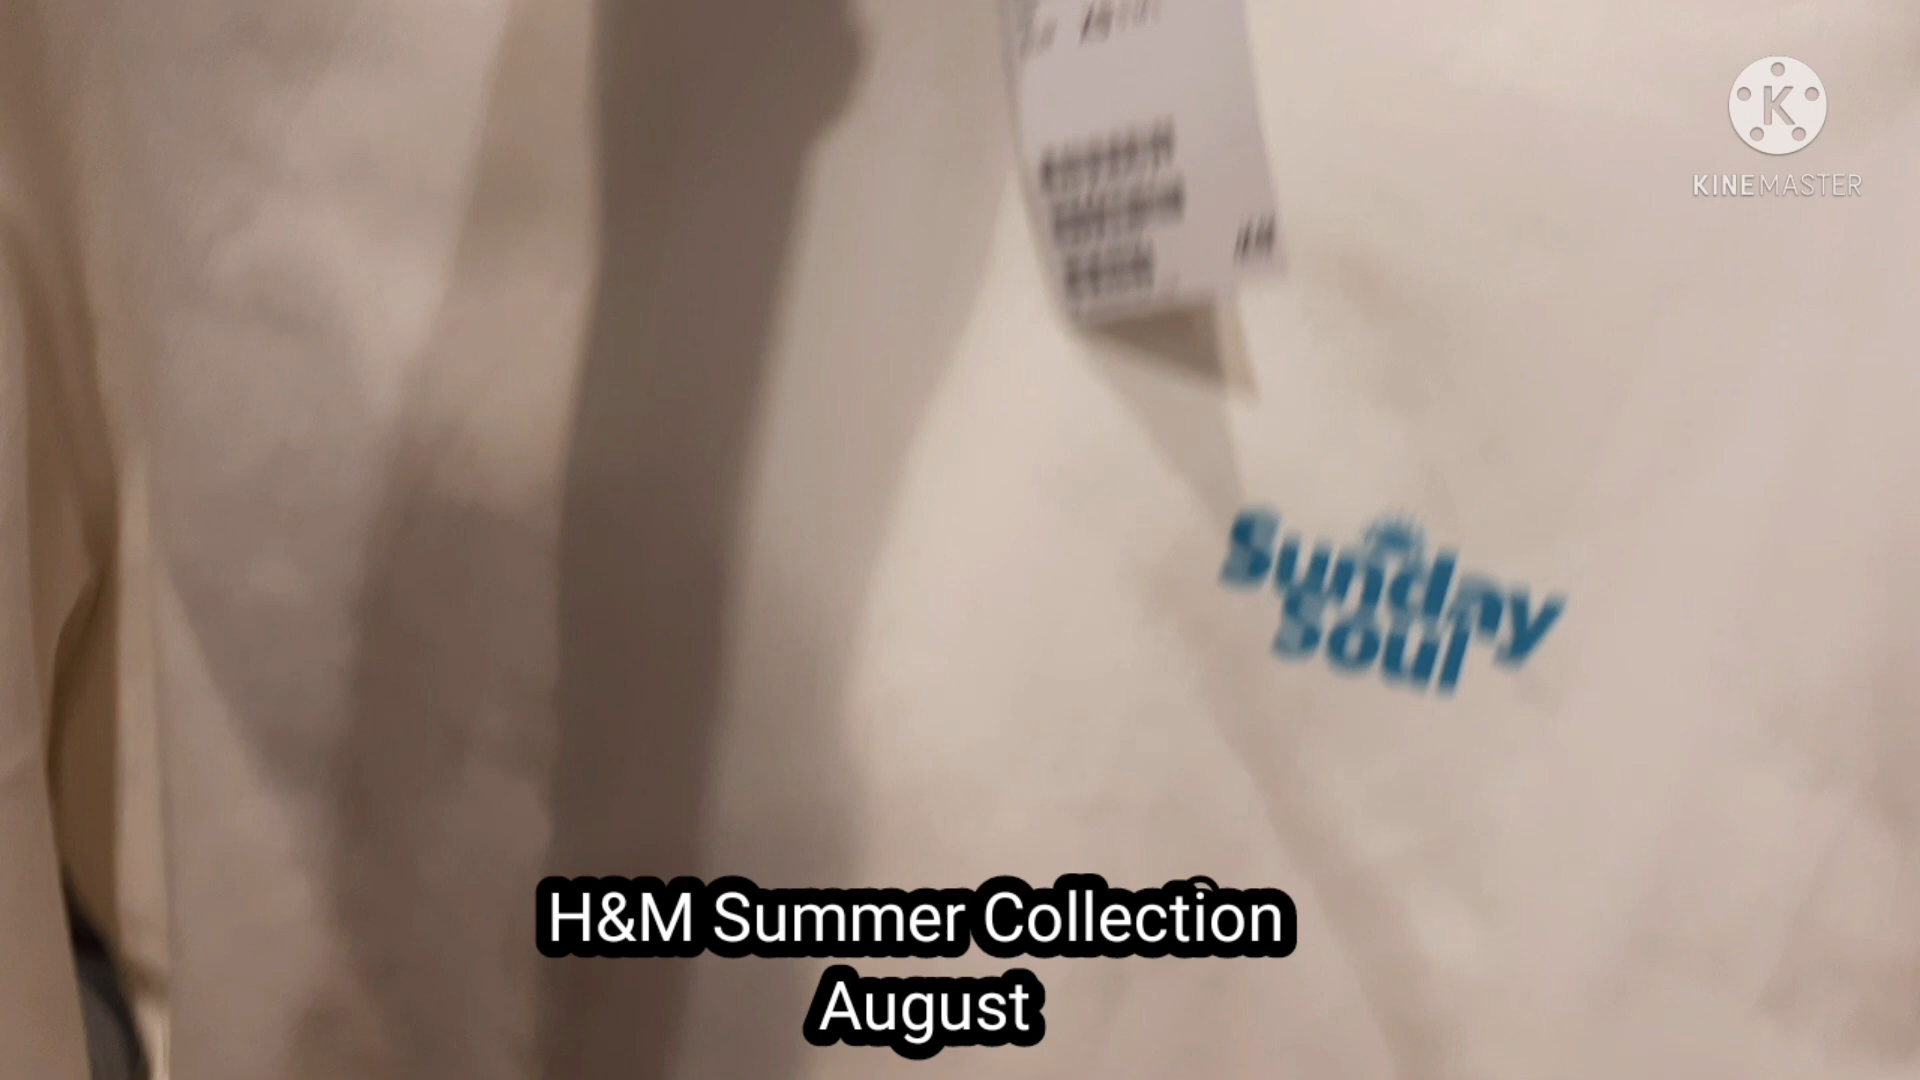 K
KINEMASTER
Sunday
Soul
H&M Summer Collection
August